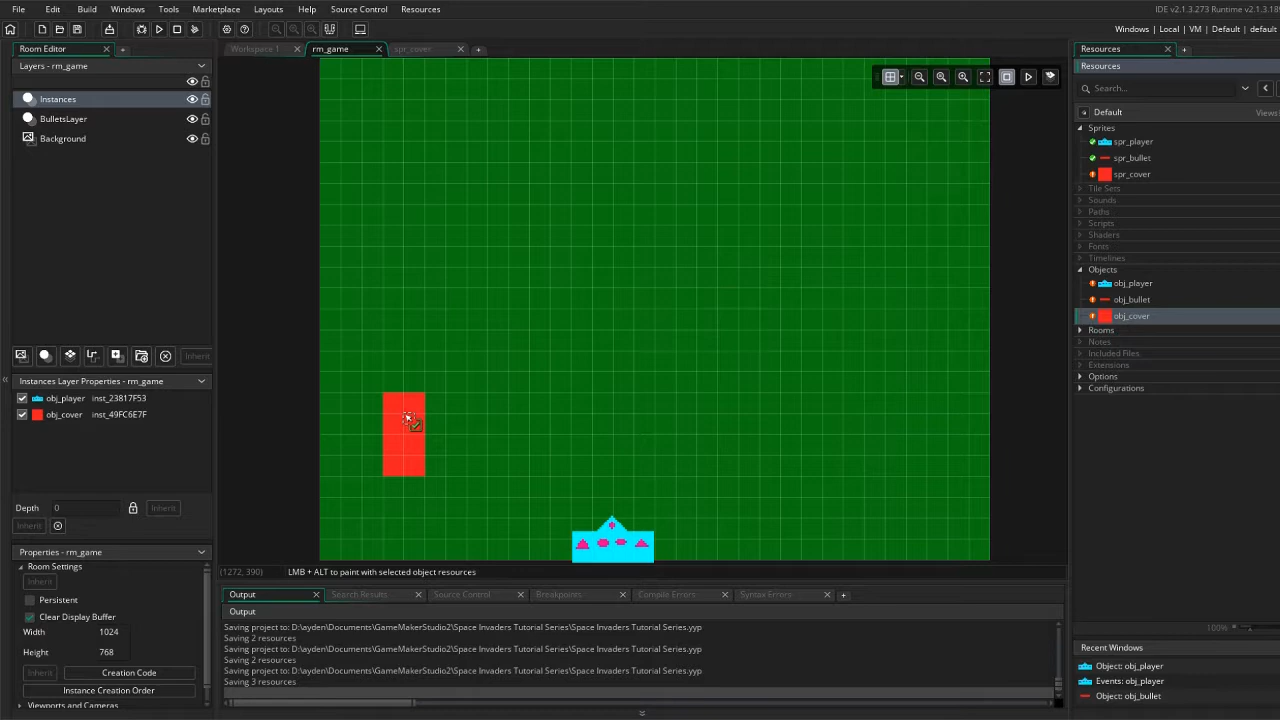 File Edit Build Windows Tools Marketplace Layouts Help Source Control Resources
IDE v2.1.3.273 Runtime v2.1.3.18
Windows | Local | VM | Default | default
Room Editor
Workspace 1
rm_game
spr_cover
Resources
Layers - rm_game
Resources
Search...
Instances
BulletsLayer
Background
Default
Views
Sprites
spr_player
spr_bullet
spr_cover
Tile Sets
Sounds
Paths
Scripts
Shaders
Fonts
Timelines
Objects
obj_player
obj_bullet
obj_cover
Rooms
Notes
Included Files
Extensions
Options
Configurations
Inherit
Instances Layer Properties - rm_game
obj_player inst_23817F53
obj_cover inst_49FC6E7F
Depth 0 Inherit
Inherit
Properties - rm_game
Room Settings
Inherit
Persistent
Clear Display Buffer
Width 1024
Height 768
Inherit Creation Code
Instance Creation Order
Viewports and Cameras
(1272, 390) LMB + ALT to paint with selected object resources
Output Search Results Source Control Breakpoints Compile Errors Syntax Errors
Output
Saving project to: D:\ayden\Documents\GameMakerStudio2\Space Invaders Tutorial Series\Space Invaders Tutorial Series.yyp
Saving 2 resources
Saving project to: D:\ayden\Documents\GameMakerStudio2\Space Invaders Tutorial Series\Space Invaders Tutorial Series.yyp
Saving 2 resources
Saving project to: D:\ayden\Documents\GameMakerStudio2\Space Invaders Tutorial Series\Space Invaders Tutorial Series.yyp
Saving 3 resources
100%
Recent Windows
Object: obj_player
Events: obj_player
Object: obj_bullet